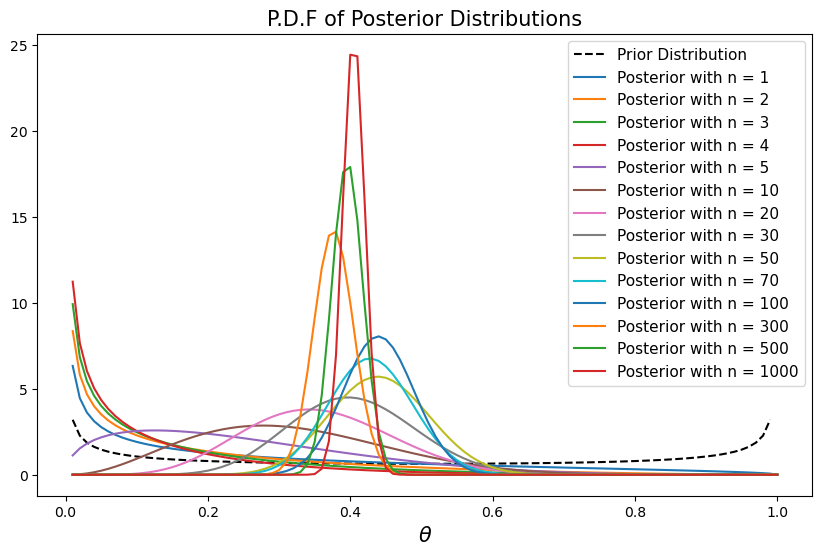 P.D.F of Posterior Distributions
25
20
15
10
5
0
0.0
0.2
0.4
0.6
0.8
1.0
θ
Prior Distribution
Posterior with n = 1
Posterior with n = 2
Posterior with n = 3
Posterior with n = 4
Posterior with n = 5
Posterior with n = 10
Posterior with n = 20
Posterior with n = 30
Posterior with n = 50
Posterior with n = 70
Posterior with n = 100
Posterior with n = 300
Posterior with n = 500
Posterior with n = 1000